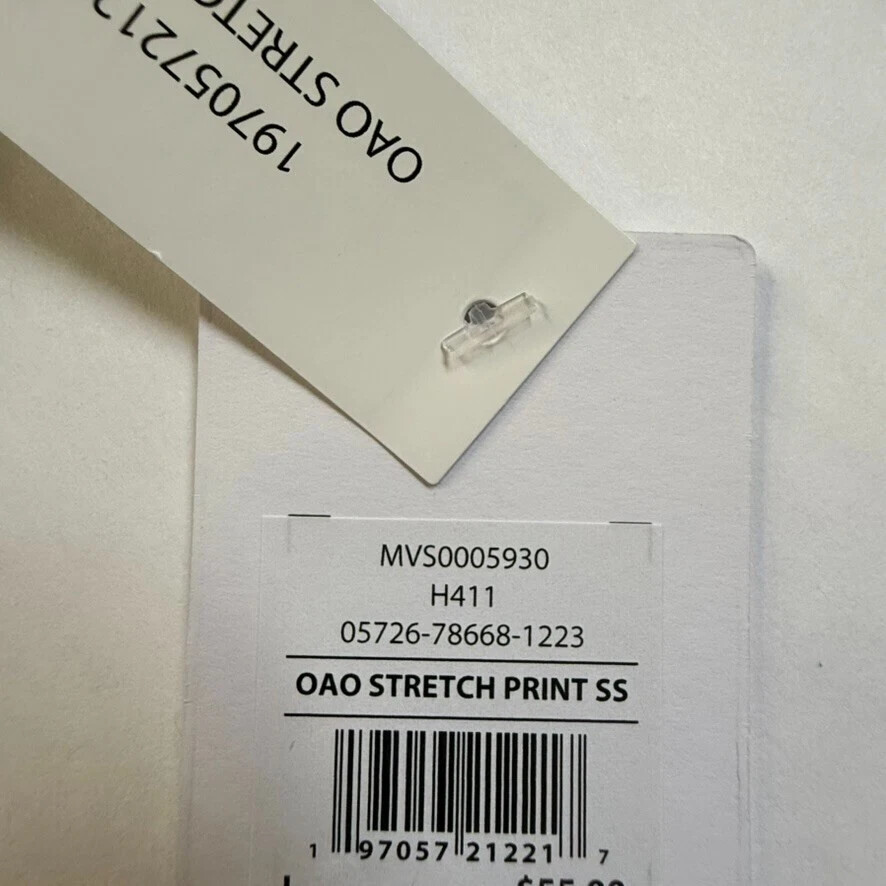 OAO STRETC
19705721
MVS0005930
H411
05726-78668-1223
OAO STRETCH PRINT SS
1 97057 21221 7